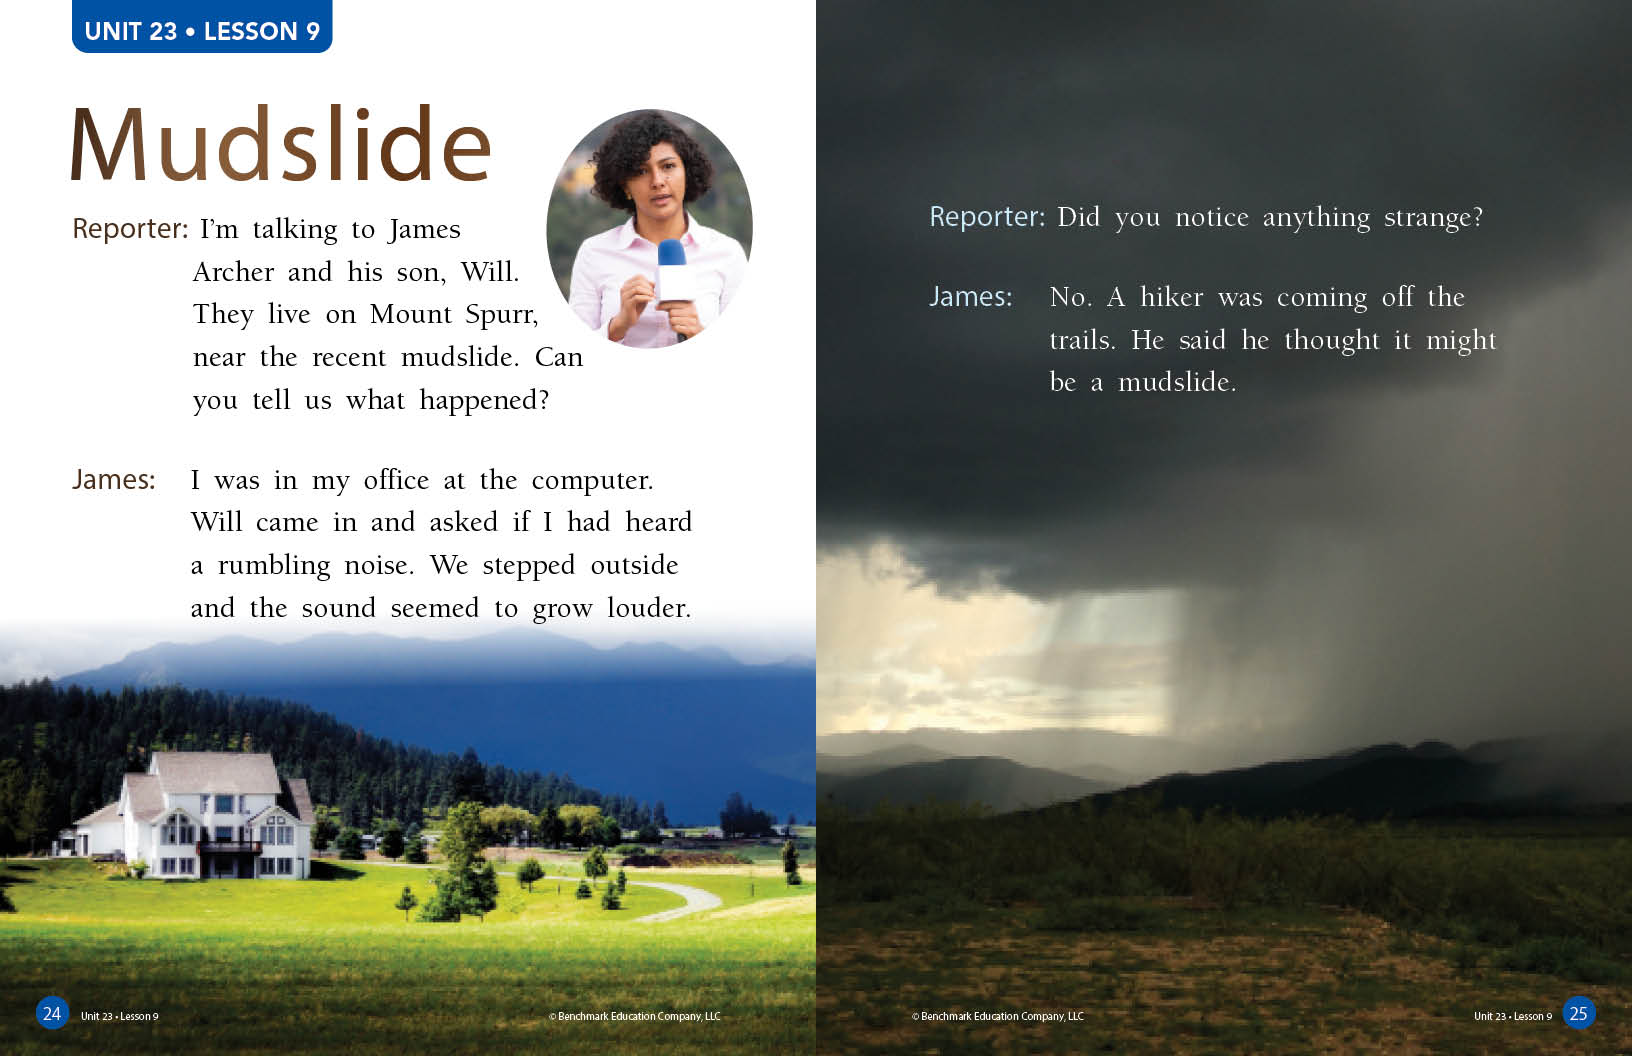 UNIT 23 • LESSON 9
Mudslide
Reporter: I’m talking to James
Archer and his son, Will.
They live on Mount Spurr,
near the recent mudslide. Can
you tell us what happened?
James: I was in my office at the computer.
Will came in and asked if I had heard
a rumbling noise. We stepped outside
and the sound seemed to grow louder.
24 Unit 23 • Lesson 9
© Benchmark Education Company, LLC
Reporter: Did you notice anything strange?
James: No. A hiker was coming off the
trails. He said he thought it might
be a mudslide.
© Benchmark Education Company, LLC
Unit 23 • Lesson 9 25